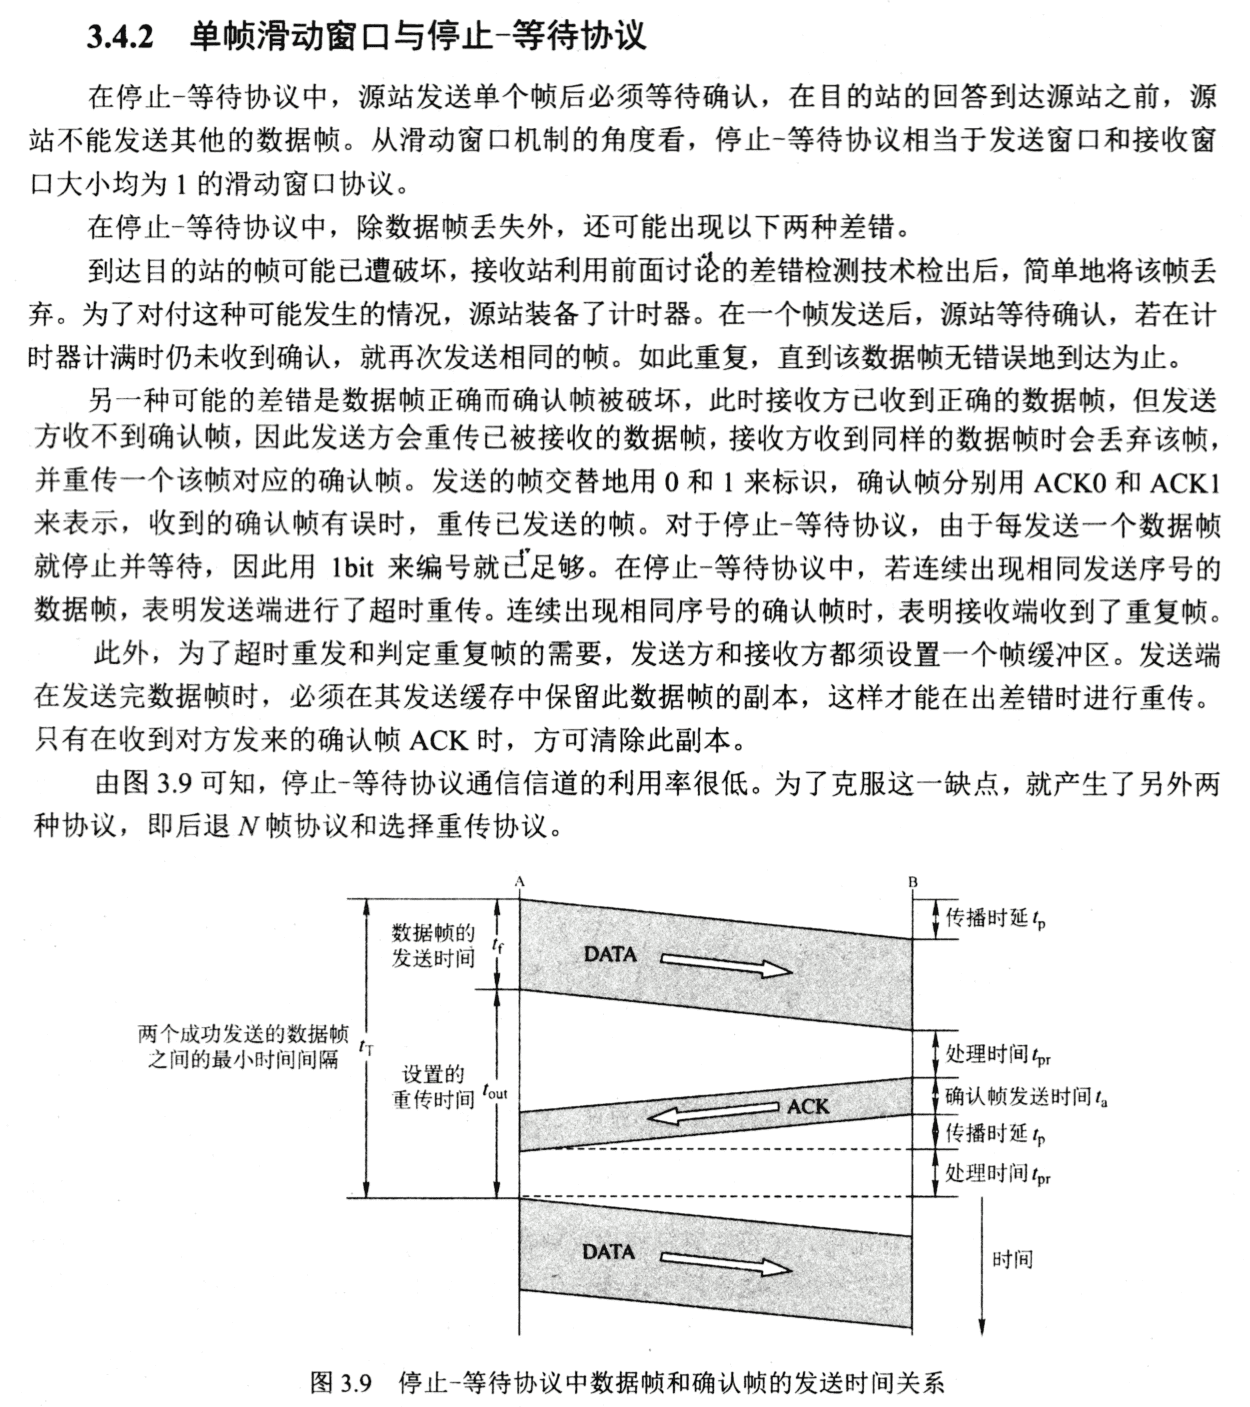 3.4.2 单帧滑动窗口与停止-等待协议
在停止-等待协议中，源站发送单个帧后必须等待确认，在目的站的回答到达源站之前，源
站不能发送其他的数据帧。从滑动窗口机制的角度看，停止-等待协议相当于发送窗口和接收窗
口大小均为 1 的滑动窗口协议。
在停止-等待协议中，除数据帧丢失外，还可能出现以下两种差错。
到达目的站的帧可能已遭破坏，接收站利用前面讨论的差错检测技术检出后，简单地将该帧丢
弃。为了对付这种可能发生的情况，源站装备了计时器。在一个帧发送后，源站等待确认，若在计
时器计满时仍未收到确认，就再次发送相同的帧。如此重复，直到该数据帧无错误地到达为止。
另一种可能的差错是数据帧正确而确认帧被破坏，此时接收方已收到正确的数据帧，但发送
方收不到确认帧，因此发送方会重传已被接收的数据帧，接收方收到同样的数据帧时会丢弃该帧，
并重传一个该帧对应的确认帧。发送的帧交替地用 0 和 1 来标识，确认帧分别用 ACK0 和 ACK1
来表示，收到的确认帧有误时，重传已发送的帧。对于停止-等待协议，由于每发送一个数据帧
就停止并等待，因此用 1bit 来编号就已足够。在停止-等待协议中，若连续出现相同发送序号的
数据帧，表明发送端进行了超时重传。连续出现相同序号的确认帧时，表明接收端收到了重复帧。
此外，为了超时重发和判定重复帧的需要，发送方和接收方都须设置一个帧缓冲区。发送端
在发送完数据帧时，必须在其发送缓存中保留此数据帧的副本，这样才能在出差错时进行重传。
只有在收到对方发来的确认帧 ACK 时，方可清除此副本。
由图 3.9 可知，停止-等待协议通信信道的利用率很低。为了克服这一缺点，就产生了另外两
种协议，即后退 N 帧协议和选择重传协议。
A
B
传播时延 tp
数据帧的
发送时间
tf
DATA
两个成功发送的数据帧
之间的最小时间间隔
tT
处理时间 tpr
设置的
重传时间
tout
确认帧发送时间 ta
ACK
传播时延 tp
处理时间 tpr
DATA
时间
图 3.9 停止-等待协议中数据帧和确认帧的发送时间关系